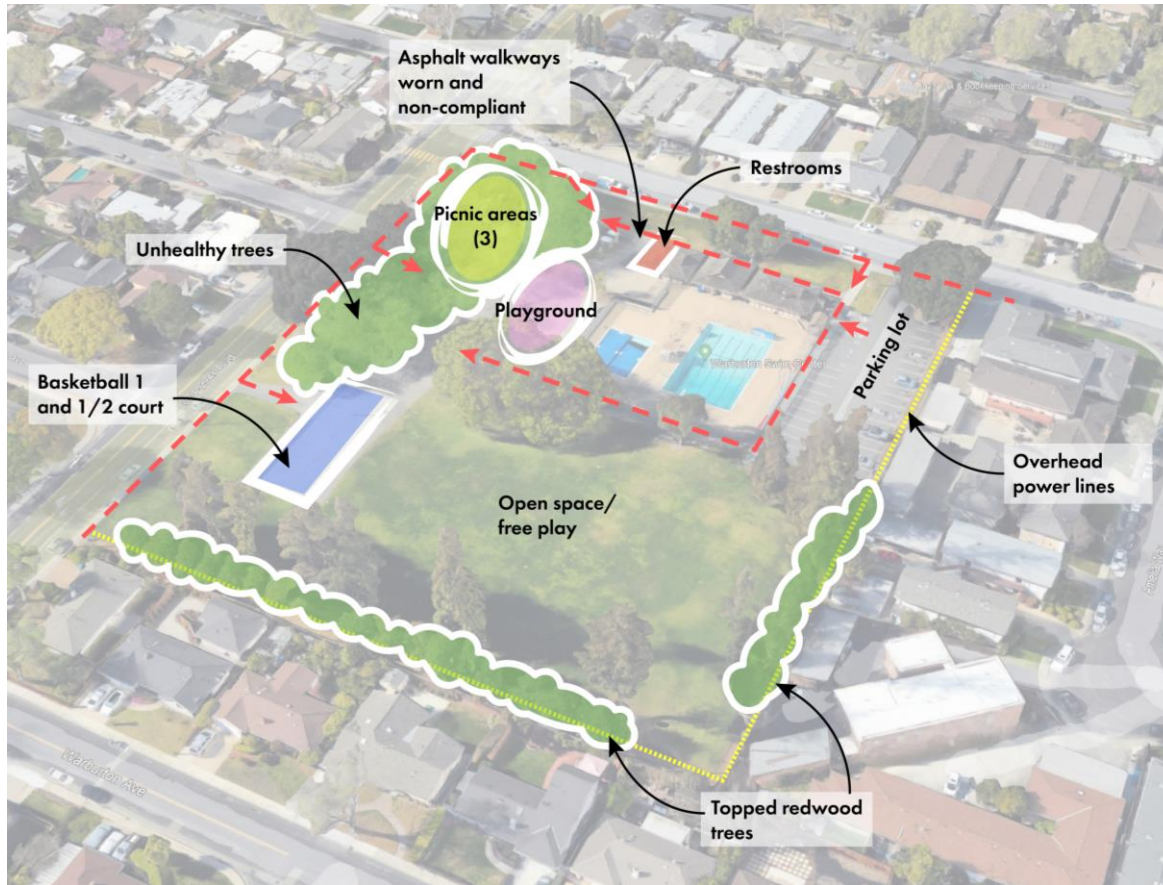 Asphalt walkways
worn and
non-compliant
Restrooms
Picnic areas
(3)
Unhealthy trees
Playground
Parking lot
Basketball 1
and 1/2 court
Overhead
power lines
Open space/
free play
Warburton Ave
Topped redwood
trees